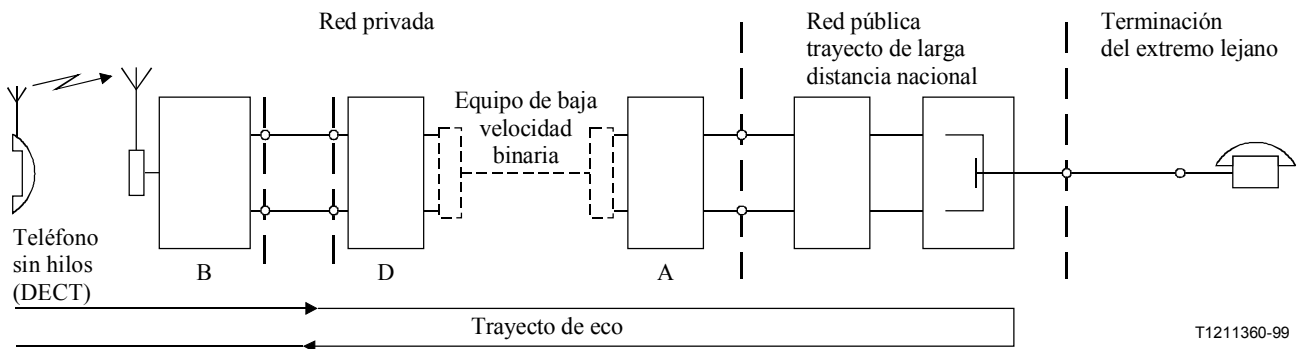 Red privada
Red pública
trayecto de larga
distancia nacional
Terminación
del extremo lejano
Equipo de baja
velocidad
binaria
Teléfono
sin hilos
(DECT)
B
D
A
Trayecto de eco
T1211360-99